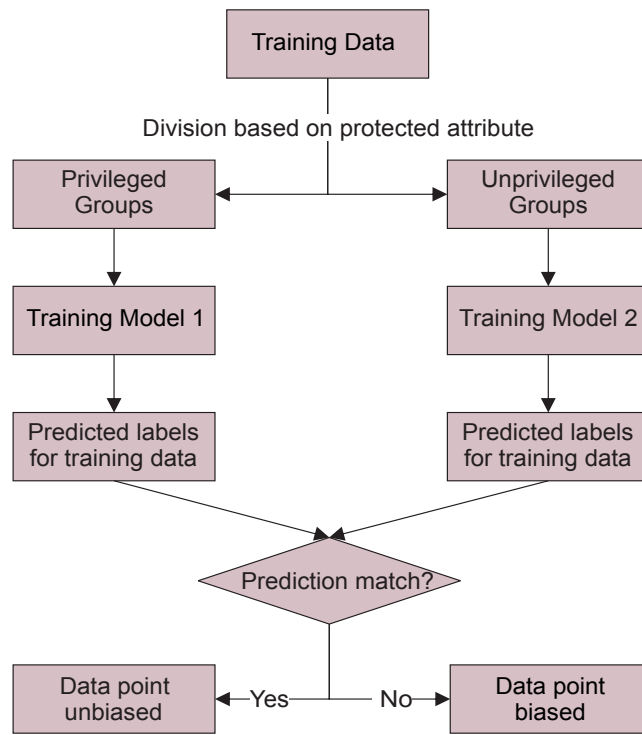 Training Data
Division based on protected attribute
Privileged
Groups
Unprivileged
Groups
Training Model 1
Training Model 2
Predicted labels
for training data
Predicted labels
for training data
Prediction match?
Yes
No
Data point
unbiased
Data point
biased